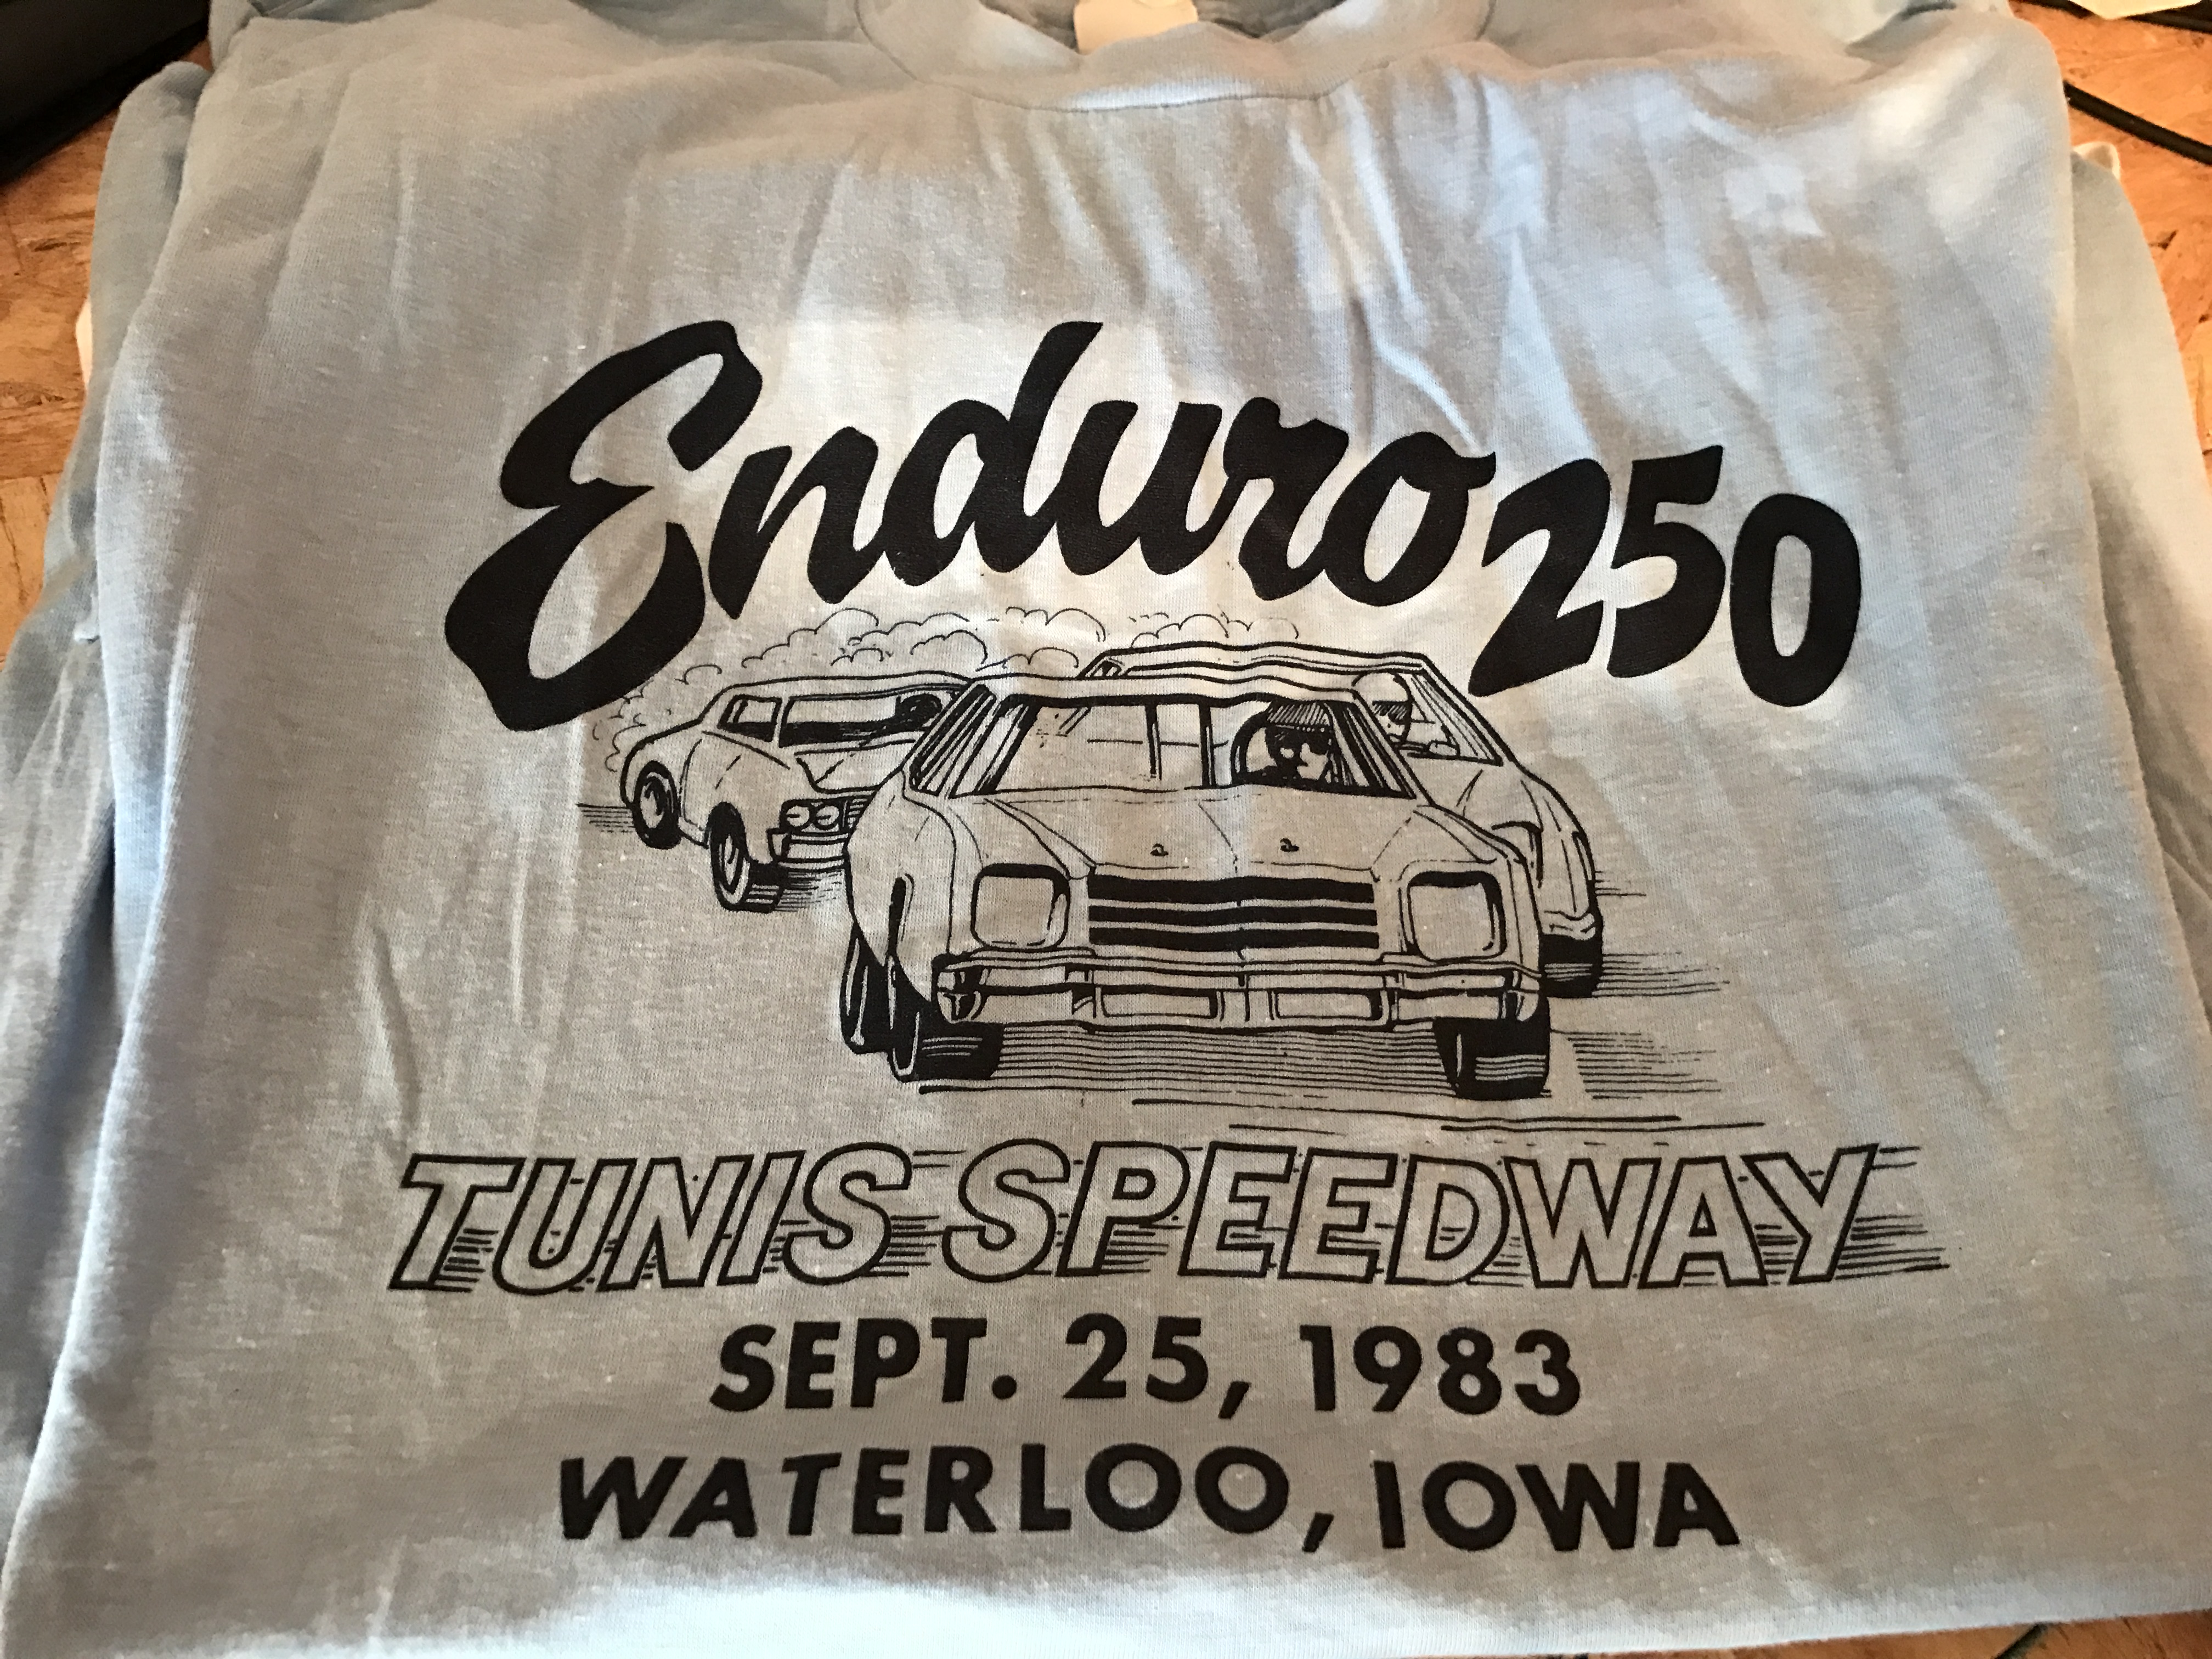 Enduro 250
TUNIS SPEEDWAY
SEPT. 25, 1983
WATERLOO, IOWA